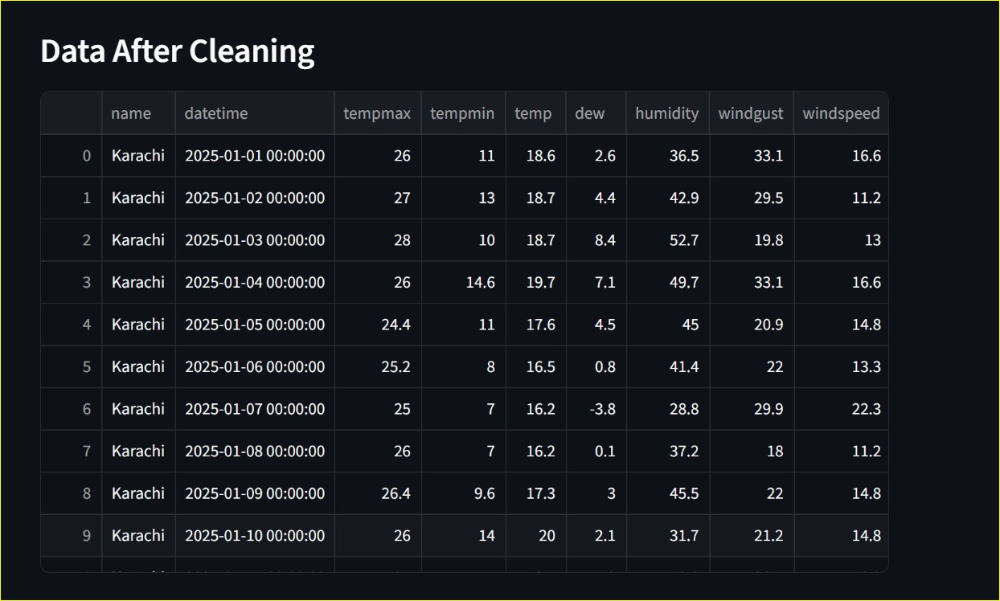 Data After Cleaning
name datetime tempmax tempmin temp dew humidity windgust windspeed
0 Karachi 2025-01-01 00:00:00 26 11 18.6 2.6 36.5 33.1 16.6
1 Karachi 2025-01-02 00:00:00 27 13 18.7 4.4 42.9 29.5 11.2
2 Karachi 2025-01-03 00:00:00 28 10 18.7 8.4 52.7 19.8 13
3 Karachi 2025-01-04 00:00:00 26 14.6 19.7 7.1 49.7 33.1 16.6
4 Karachi 2025-01-05 00:00:00 24.4 11 17.6 4.5 45 20.9 14.8
5 Karachi 2025-01-06 00:00:00 25.2 8 16.5 0.8 41.4 22 13.3
6 Karachi 2025-01-07 00:00:00 25 7 16.2 -3.8 28.8 29.9 22.3
7 Karachi 2025-01-08 00:00:00 26 7 16.2 0.1 37.2 18 11.2
8 Karachi 2025-01-09 00:00:00 26.4 9.6 17.3 3 45.5 22 14.8
9 Karachi 2025-01-10 00:00:00 26 14 20 2.1 31.7 21.2 14.8